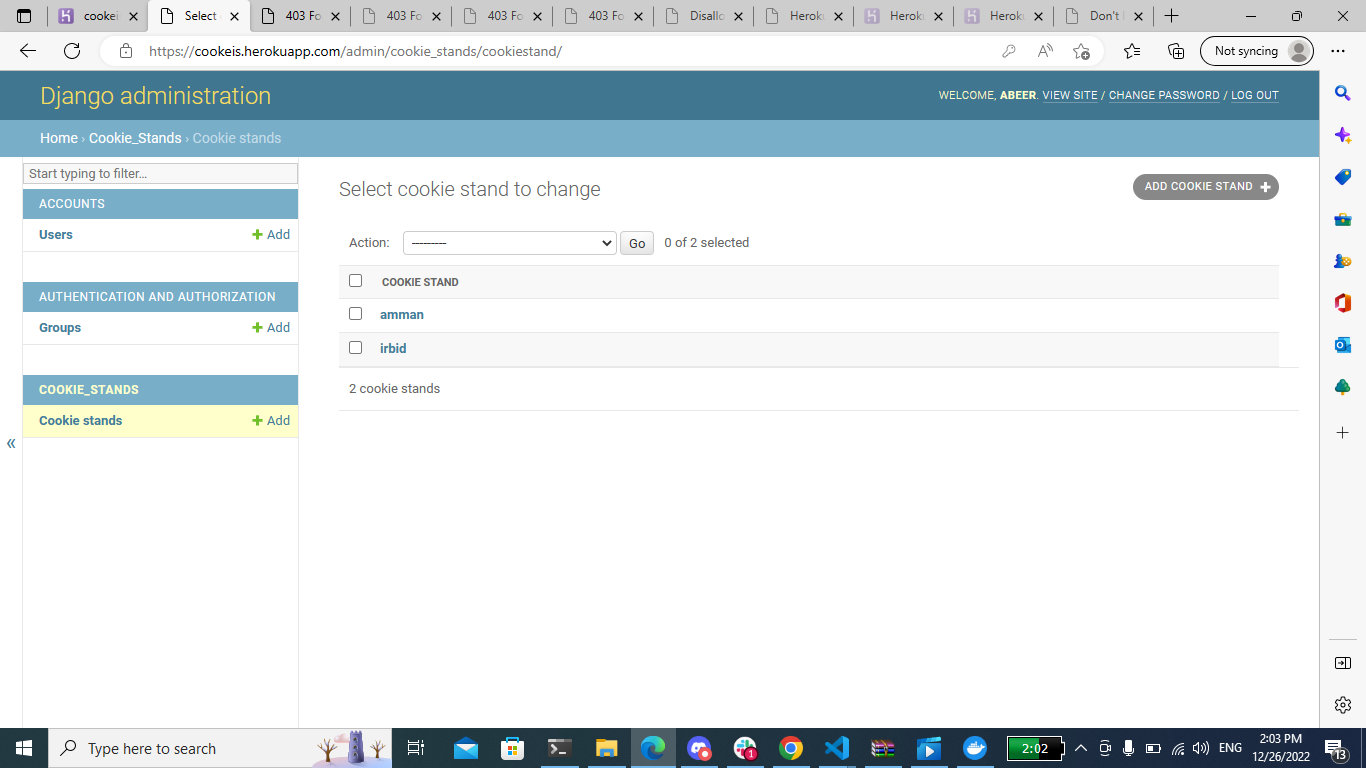 cookei
Select
403 Fo
403 Fo
403 Fo
403 Fo
Disallo
Heroku
Heroku
Heroku
Don't
https://cookeis.herokuapp.com/admin/cookie_stands/cookiestand/
Not syncing
Django administration
WELCOME, ABEER. VIEW SITE / CHANGE PASSWORD / LOG OUT
Home › Cookie_Stands › Cookie stands
Start typing to filter...
ACCOUNTS
Users
Add
AUTHENTICATION AND AUTHORIZATION
Groups
Add
COOKIE_STANDS
Cookie stands
Add
«
Select cookie stand to change
ADD COOKIE STAND
Action: --------- Go 0 of 2 selected
COOKIE STAND
amman
irbid
2 cookie stands
Type here to search
1
2:02
ENG
2:03 PM
12/26/2022
13